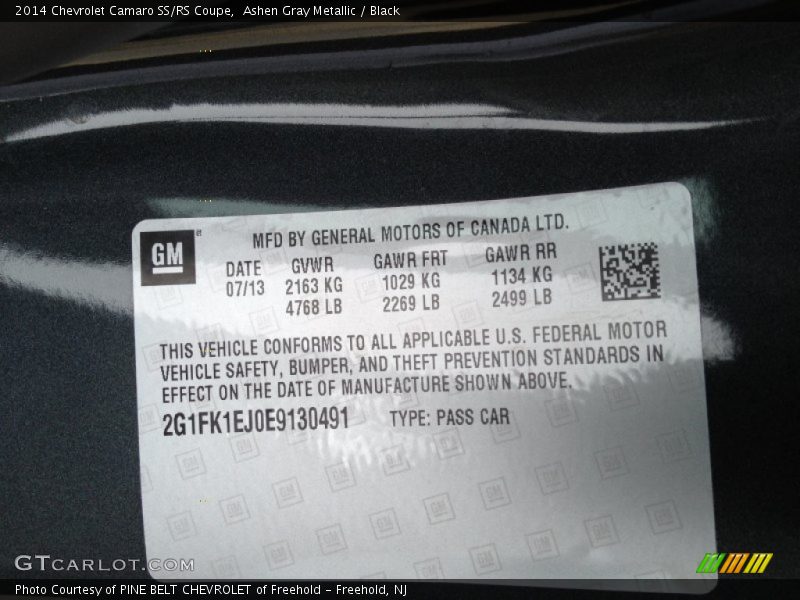 2014 Chevrolet Camaro SS/RS Coupe,  Ashen Gray Metallic / Black
GM
MFD BY GENERAL MOTORS OF CANADA LTD.
DATE GVWR GAWR FRT GAWR RR
07/13 2163 KG 1029 KG 1134 KG
4768 LB 2269 LB 2499 LB
THIS VEHICLE CONFORMS TO ALL APPLICABLE U.S. FEDERAL MOTOR
VEHICLE SAFETY, BUMPER, AND THEFT PREVENTION STANDARDS IN
EFFECT ON THE DATE OF MANUFACTURE SHOWN ABOVE.
2G1FK1EJ0E9130491 TYPE: PASS CAR
GTCARLOT.COM
Photo Courtesy of PINE BELT CHEVROLET of Freehold - Freehold, NJ